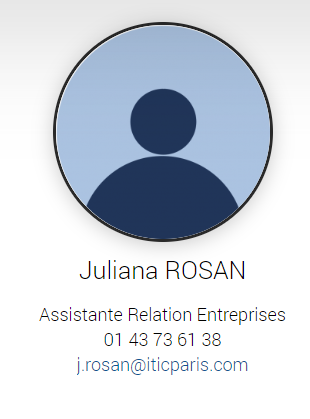 Juliana ROSAN
Assistante Relation Entreprises
01 43 73 61 38
j.rosan@iticparis.com